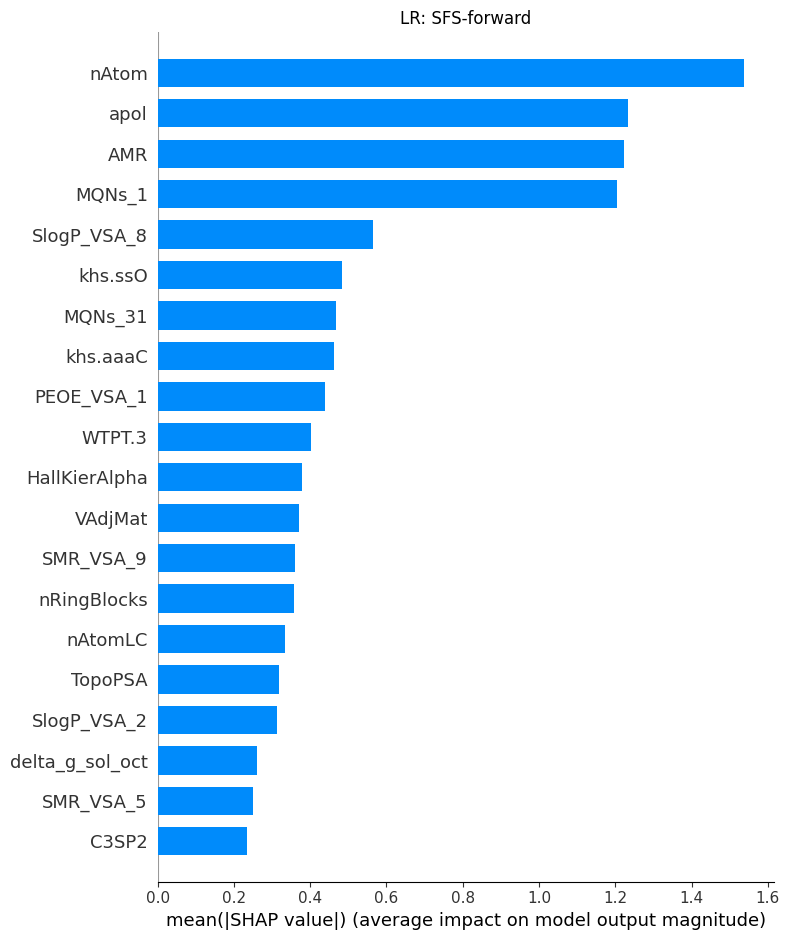 LR: SFS-forward
nAtom
apol
AMR
MQNs_1
SlogP_VSA_8
khs.ssO
MQNs_31
khs.aaaC
PEOE_VSA_1
WTPT.3
HallKierAlpha
VAdjMat
SMR_VSA_9
nRingBlocks
nAtomLC
TopoPSA
SlogP_VSA_2
delta_g_sol_oct
SMR_VSA_5
C3SP2
0.0 0.2 0.4 0.6 0.8 1.0 1.2 1.4 1.6
mean(|SHAP value|) (average impact on model output magnitude)